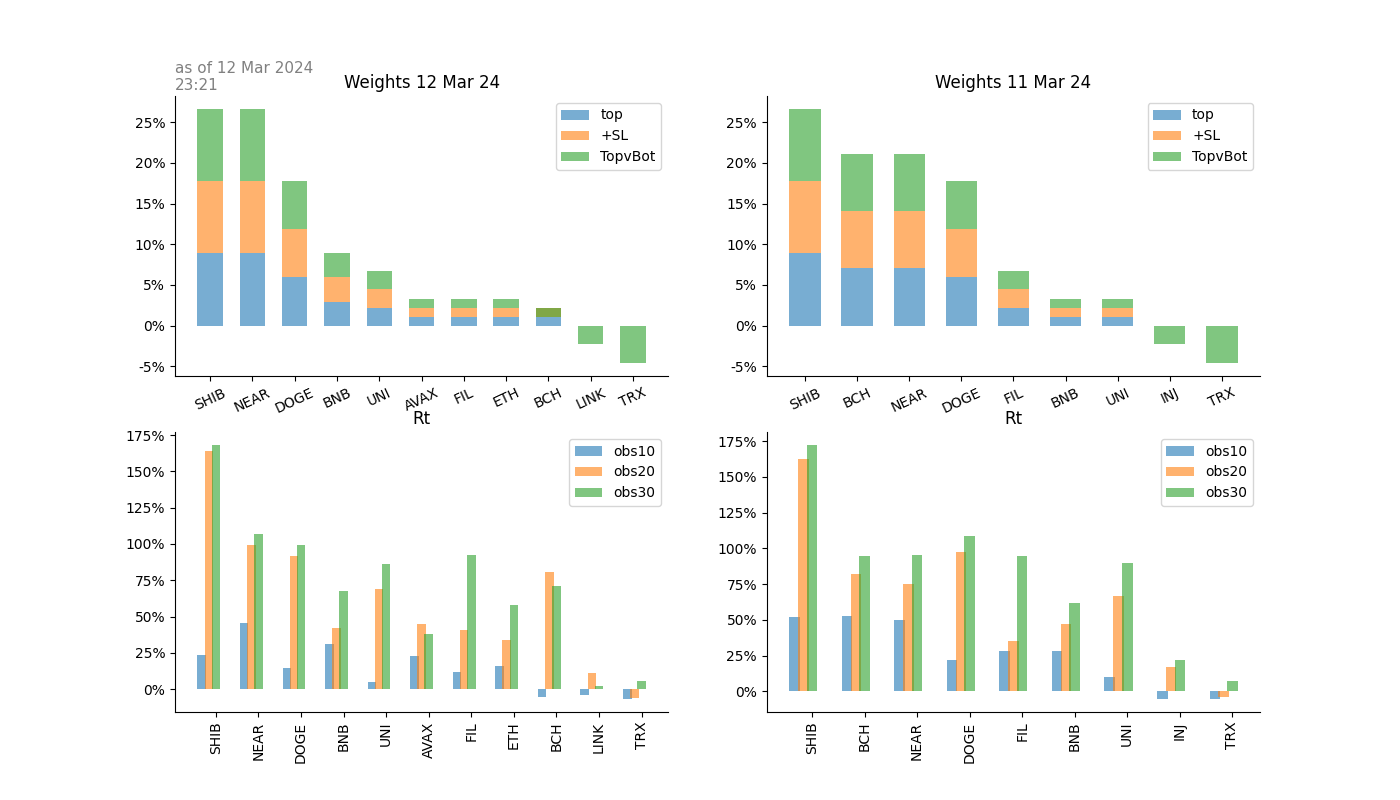 as of 12 Mar 2024
23:21
Weights 12 Mar 24
25%
20%
15%
10%
5%
0%
-5%
top
+SL
TopvBot
SHIB NEAR DOGE BNB UNI AVAX FIL ETH BCH LINK TRX
Weights 11 Mar 24
25%
20%
15%
10%
5%
0%
-5%
top
+SL
TopvBot
SHIB BCH NEAR DOGE FIL BNB UNI INJ TRX
Rt
175%
150%
125%
100%
75%
50%
25%
0%
obs10
obs20
obs30
SHIB NEAR DOGE BNB UNI AVAX FIL ETH BCH LINK TRX
Rt
175%
150%
125%
100%
75%
50%
25%
0%
obs10
obs20
obs30
SHIB BCH NEAR DOGE FIL BNB UNI INJ TRX